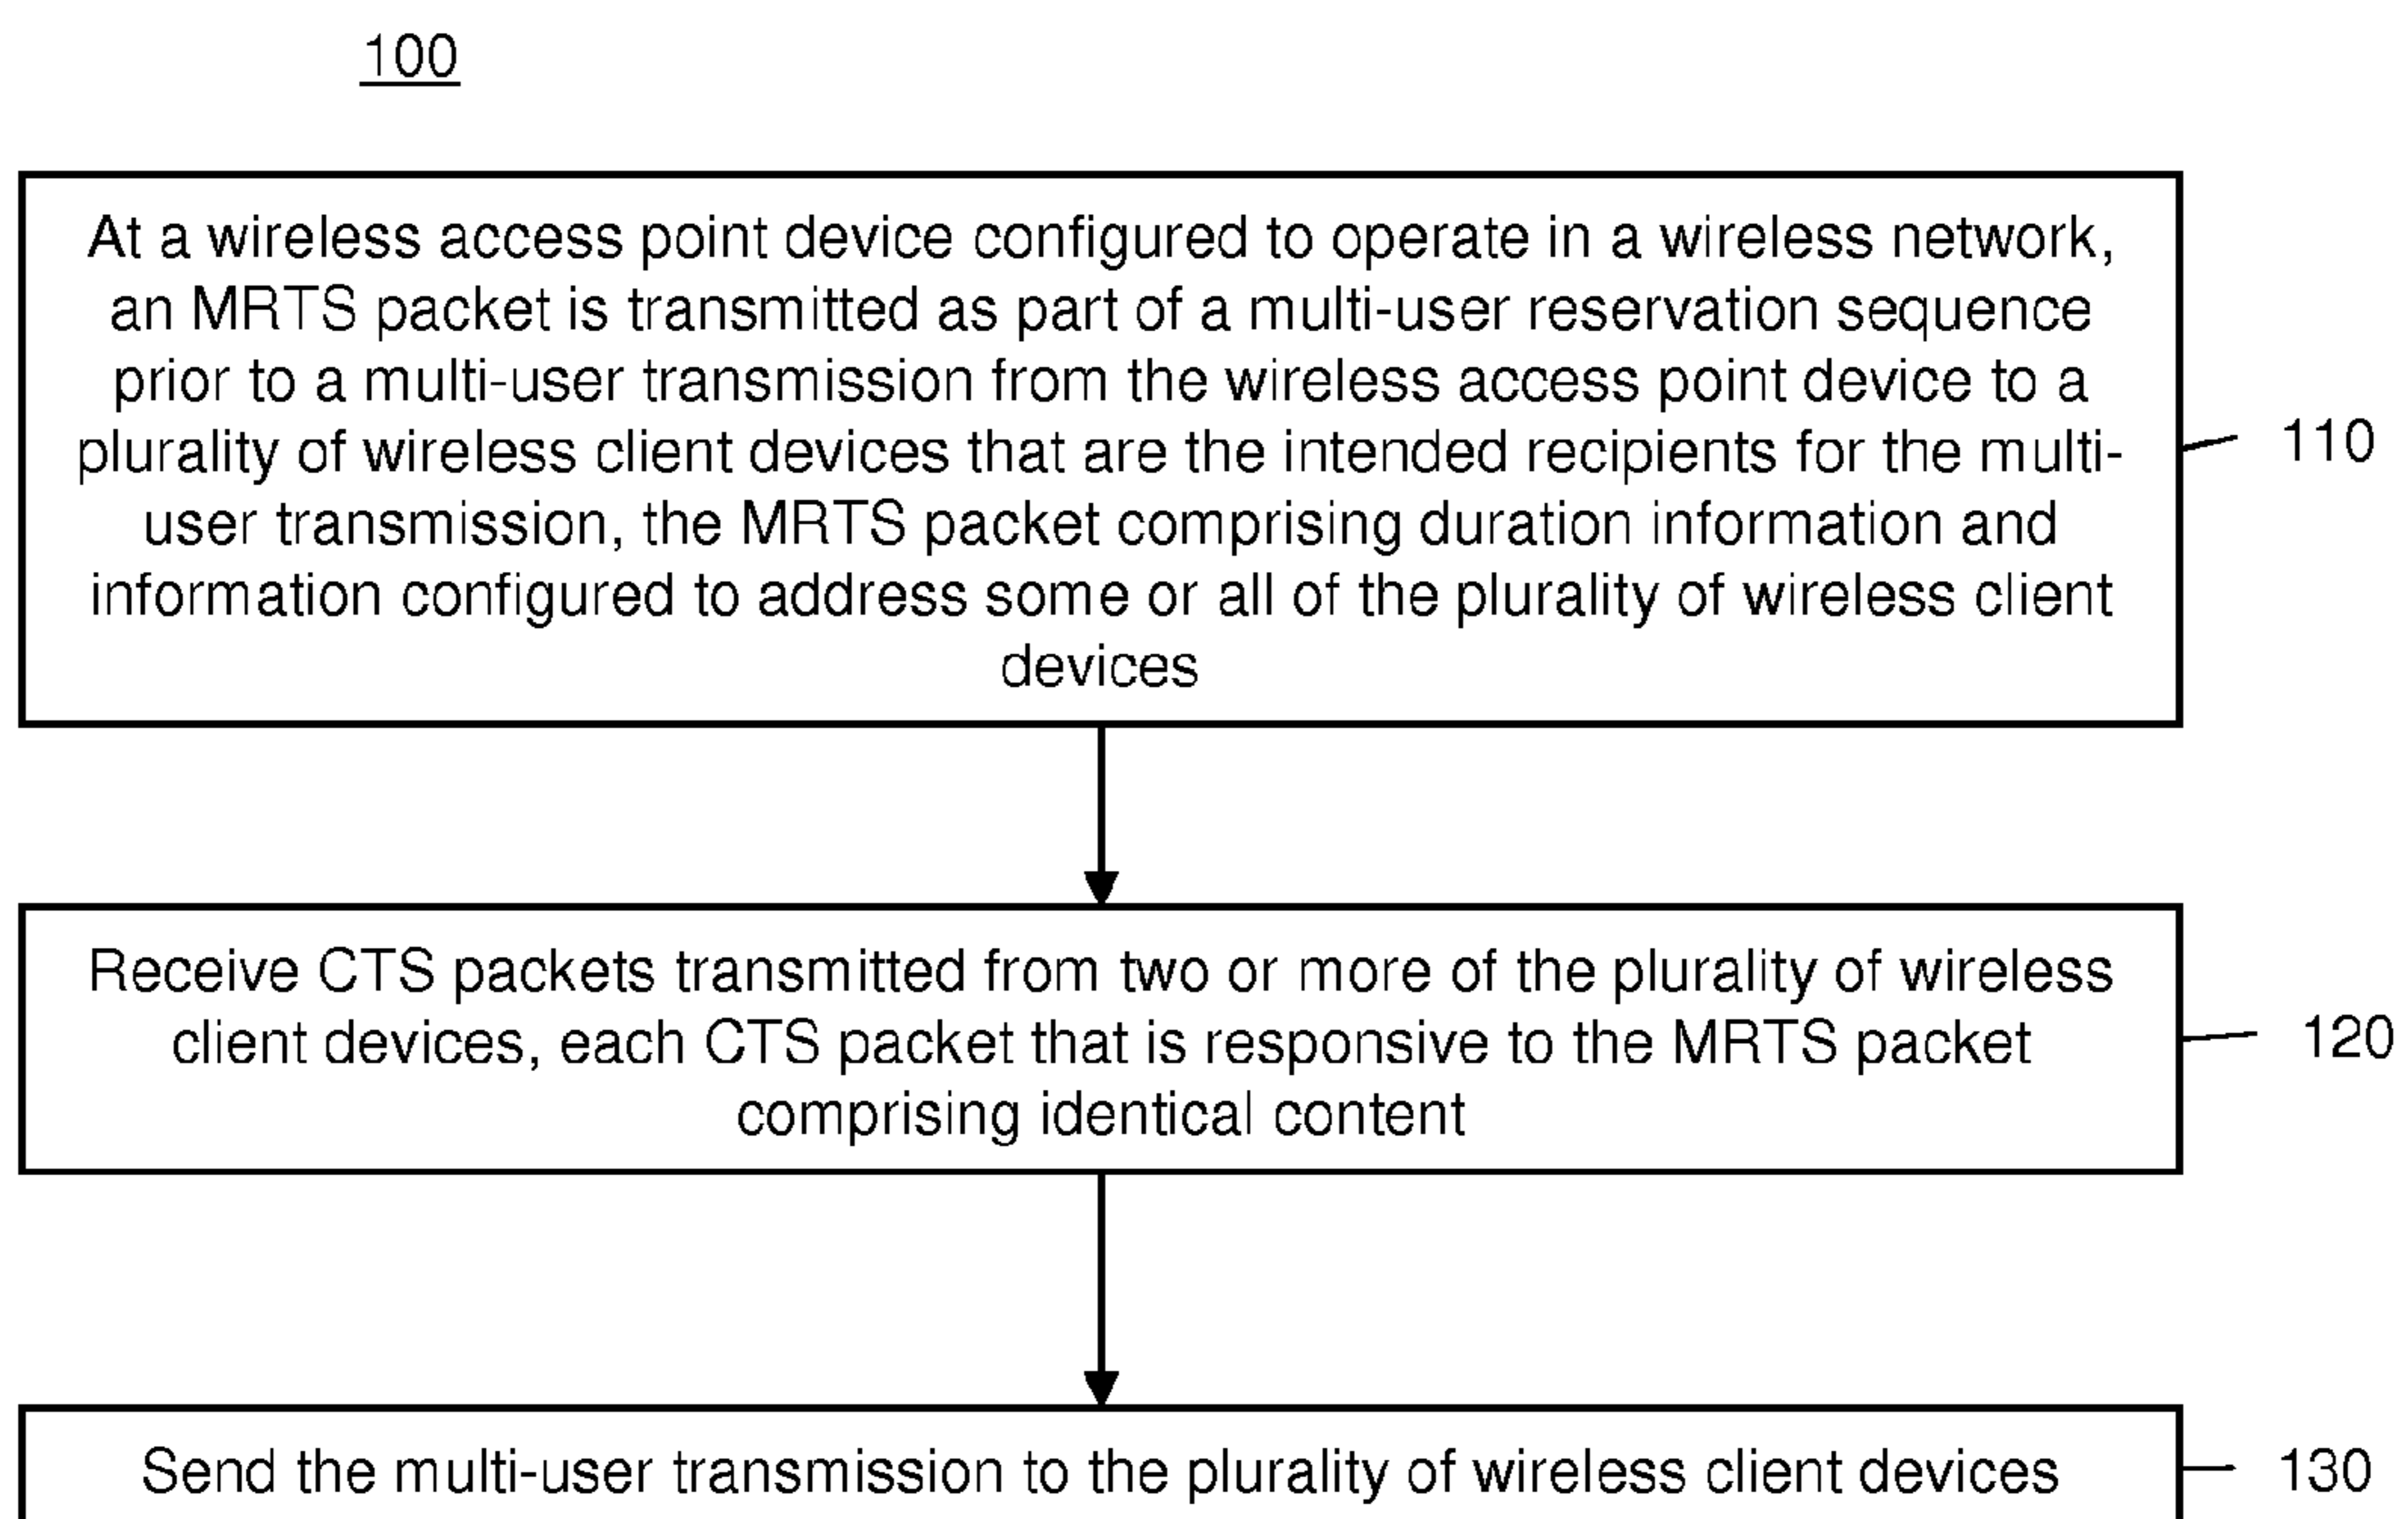 100
At a wireless access point device configured to operate in a wireless network,
an MRTS packet is transmitted as part of a multi-user reservation sequence
prior to a multi-user transmission from the wireless access point device to a
plurality of wireless client devices that are the intended recipients for the multi-
user transmission, the MRTS packet comprising duration information and
information configured to address some or all of the plurality of wireless client
devices
110
Receive CTS packets transmitted from two or more of the plurality of wireless
client devices, each CTS packet that is responsive to the MRTS packet
comprising identical content
120
Send the multi-user transmission to the plurality of wireless client devices
130